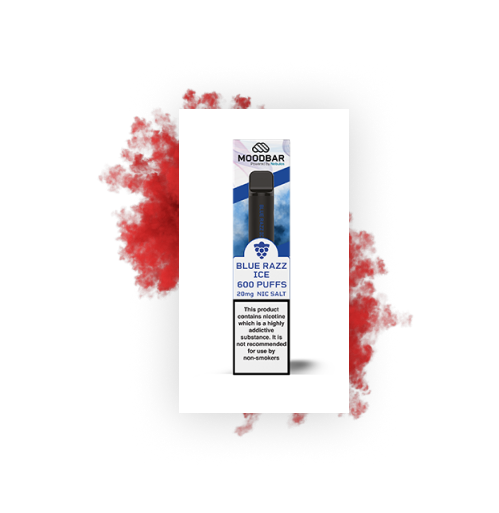 MOODBAR
BLUE RAZZ
ICE
600 PUFFS
20mg NIC SALT
This product
contains nicotine
which is a highly
addictive
substance. It is
not recommended
for use by
non-smokers